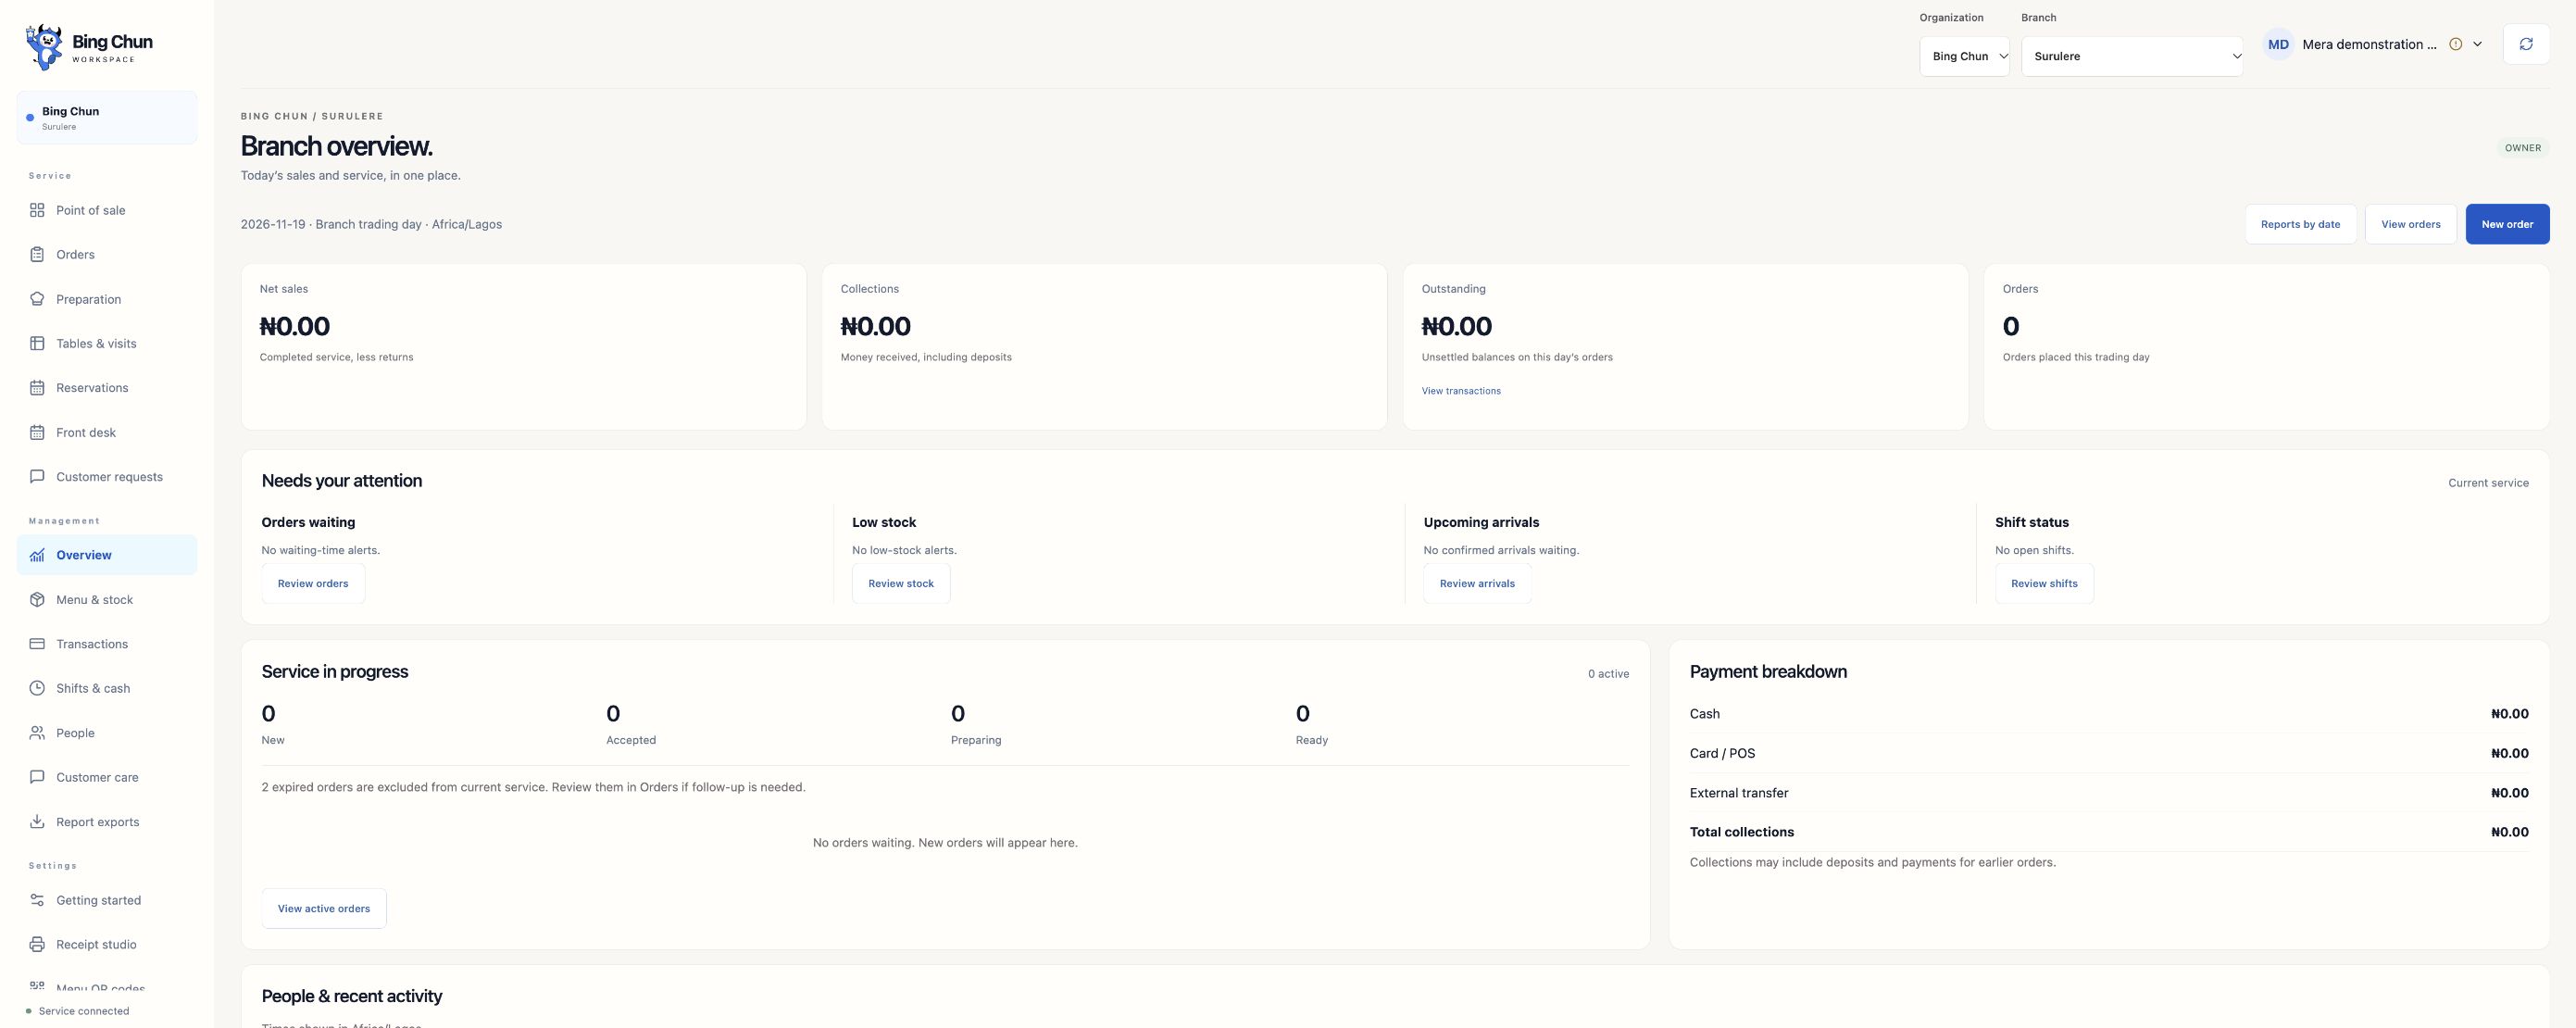 Bing Chun
WORKSPACE
Bing Chun
Surulere
Service
Point of sale
Orders
Preparation
Tables & visits
Reservations
Front desk
Customer requests
Management
Overview
Menu & stock
Transactions
Shifts & cash
People
Customer care
Report exports
Settings
Getting started
Receipt studio
Menu QR codes
Service connected
Organization
Branch
Bing Chun
Surulere
MD
Mera demonstration ...
BING CHUN / SURULERE
Branch overview.
OWNER
Today's sales and service, in one place.
2026-11-19 · Branch trading day · Africa/Lagos
Reports by date
View orders
New order
Net sales
₦0.00
Completed service, less returns
Collections
₦0.00
Money received, including deposits
Outstanding
₦0.00
Unsettled balances on this day's orders
View transactions
Orders
0
Orders placed this trading day
Needs your attention
Current service
Orders waiting
No waiting-time alerts.
Review orders
Low stock
No low-stock alerts.
Review stock
Upcoming arrivals
No confirmed arrivals waiting.
Review arrivals
Shift status
No open shifts.
Review shifts
Service in progress
0 active
0
New
0
Accepted
0
Preparing
0
Ready
2 expired orders are excluded from current service. Review them in Orders if follow-up is needed.
No orders waiting. New orders will appear here.
View active orders
Payment breakdown
Cash ₦0.00
Card / POS ₦0.00
External transfer ₦0.00
Total collections ₦0.00
Collections may include deposits and payments for earlier orders.
People & recent activity
Times shown in Africa/Lagos